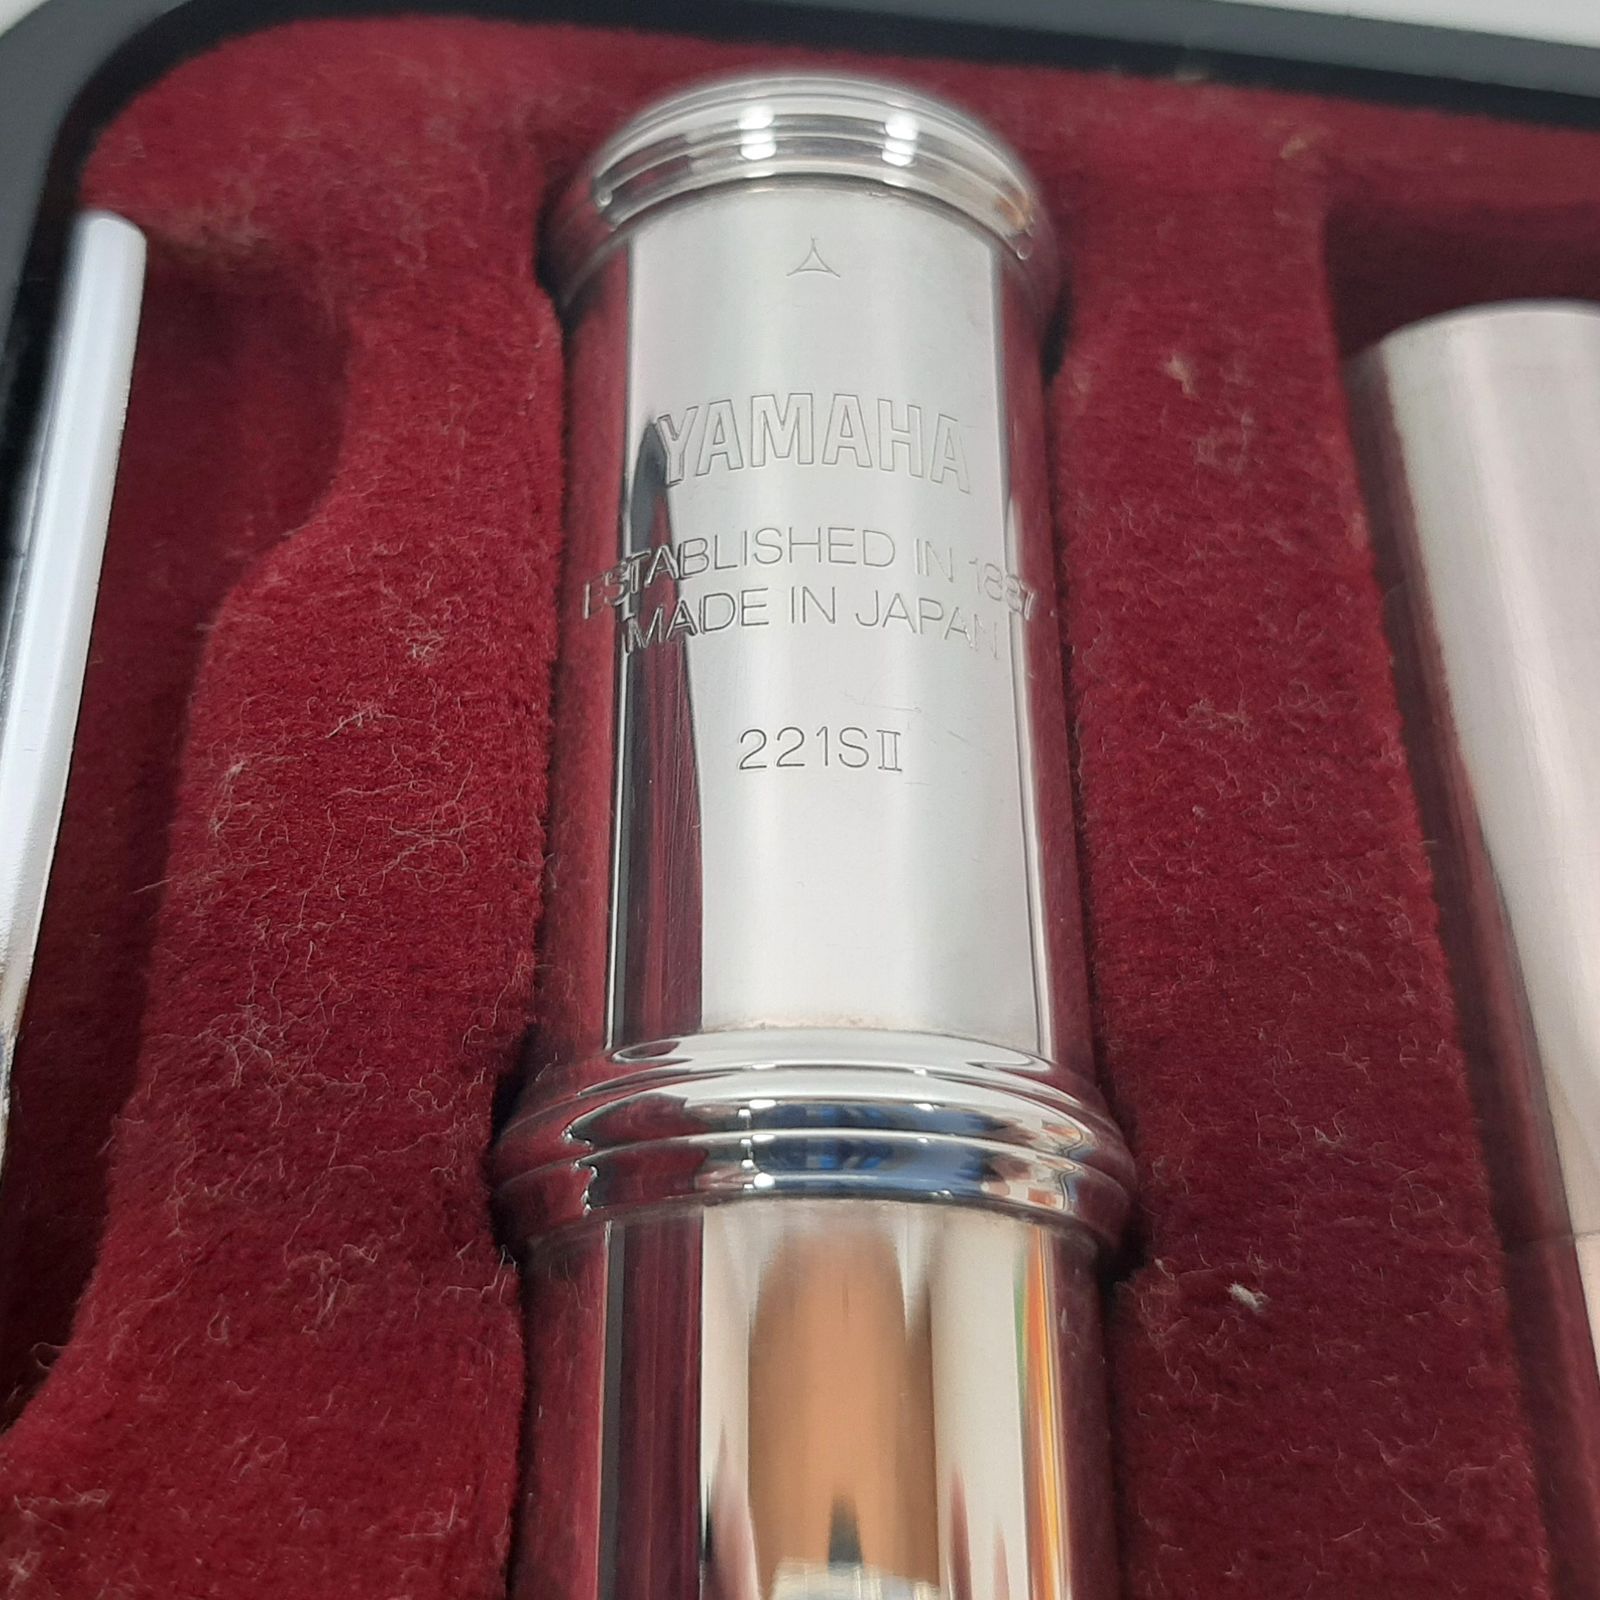 YAMAHA
ESTABLISHED IN 1887
MADE IN JAPAN
221SⅡ